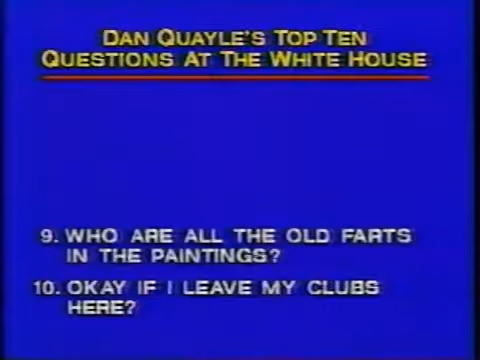 DAN QUAYLE'S TOP TEN
QUESTIONS AT THE WHITE HOUSE
9. WHO ARE ALL THE OLD FARTS
IN THE PAINTINGS?
10. OKAY IF I LEAVE MY CLUBS
HERE?